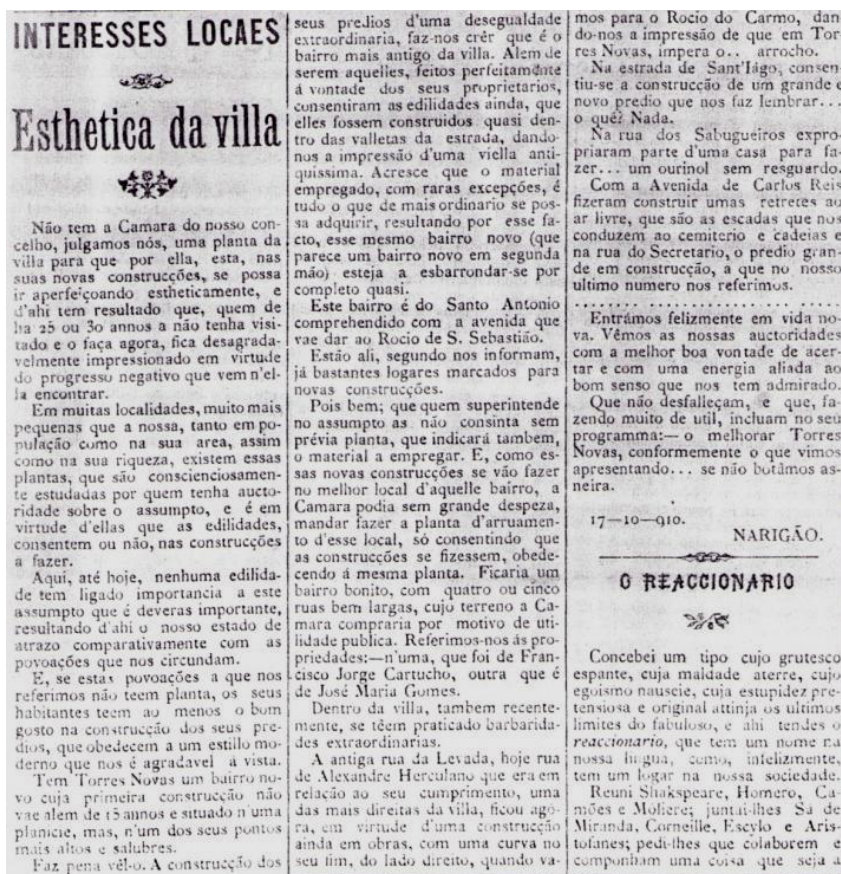 INTERESSES LOCAES
Esthetica da villa
Não tem a Camara do nosso con-
celho, julgamos nós, uma planta da
villa para que por ella, esta, nas
suas novas construcções, se possa
ir aperfeiçoando estheticamente, e
d'ahi tem resultado que, quem de
ha 25 ou 30 annos a não tenha visi-
tado e o faça agora, fica desagrada-
velmente impressionado em virtude
do progresso negativo que vem n'el-
la encontrar.
Em muitas localidades, muito mais
pequenas que a nossa, tanto em po-
pulação como na sua area, assim
como na sua riqueza, existem essas
plantas, que são conscienciosamen-
te estudadas por quem tenha aucto-
ridade sobre o assumpto, e é em
virtude d'ellas que as edilidades,
consentem ou não, nas construcções
a fazer.
Aqui, até hoje, nenhuma edilida-
de tem ligado importancia a este
assumpto que é deveras importante,
resultando d'ahi o nosso estado de
atrazo comparativamente com as
povoações que nos circundam.
E, se estas povoações a que nos
referimos não teem planta, os seus
habitantes teem ao menos o bom
gosto na construcção dos seus pre-
dios, que obedecem a um estillo mo-
derno que nos é agradavel á vista.
Tem Torres Novas um bairro no-
vo cuja primeira construcção não
vae alem de 15 annos e situado n'uma
planicie, mas, n'um dos seus pontos
mais altos e salubres.
Faz pena vêl-o. A construcção dos
seus predios d'uma desegualdade
extraordinaria, faz-nos crêr que é o
bairro mais antigo da villa. Alem de
serem aquelles, feitos perfeitamente
á vontade dos seus proprietarios,
consentiram as edilidades ainda, que
elles fossem construidos quasi den-
tro das valletas da estrada, dando-
nos a impressão d'uma viella anti-
quissima. Acresce que o material
empregado, com raras excepções, é
tudo o que de mais ordinario se pos-
sa adquirir, resultando por esse fa-
cto, esse mesmo bairro novo (que
parece um bairro novo em segunda
mão) esteja a esbarrondar-se por
completo quasi.
Este bairro é do Santo Antonio
comprehendido com a avenida que
vae dar ao Rocio de S. Sebastião.
Estão ali, segundo nos informam,
já bastantes logares marcados para
novas construcções.
Pois bem; que quem superintende
no assumpto as não consinta sem
prévia planta, que indicará tambem,
o material a empregar. E, como es-
sas novas construcções se vão fazer
no melhor local d'aquelle bairro, a
Camara podia sem grande despeza,
mandar fazer a planta d'arruamen-
to d'esse local, só consentindo que
as construcções se fizessem, obede-
cendo á mesma planta. Ficaria um
bairro bonito, com quatro ou cinco
ruas bem largas, cujo terreno a Ca-
mara compraria por motivo de uti-
lidade publica. Referimos-nos ás pro-
priedades:—n'uma, que foi de Fran-
cisco Jorge Cartucho, outra que é
de José Maria Gomes.
Dentro da villa, tambem recente-
mente, se têem praticado barbarida-
des extraordinarias.
A antiga rua da Levada, hoje rua
de Alexandre Herculano que era em
relação ao seu cumprimento, uma
das mais direitas da villa, ficou ago-
ra, em virtude d'uma construcção
ainda em obras, com uma curva no
seu fim, do lado direito, quando va-
mos para o Rocio do Carmo, dan-
do-nos a impressão de que em Tor-
res Novas, impera o.. arrocho.
Na estrada de Sant'Iágo, consen-
tiu-se a construcção de um grande e
novo predio que nos faz lembrar...
o quê? Nada.
Na rua dos Sabugueiros expro-
priaram parte d'uma casa para fa-
zer... um ourinol sem resguardo.
Com a Avenida de Carlos Reis
fizeram construir umas retretes ao
ar livre, que são as escadas que nos
conduzem ao cemiterio e cadeias e
na rua do Secretario, o predio gran-
de em construcção, a que no nosso
ultimo numero nos referimos.
Entrámos felizmente em vida no-
va. Vêmos as nossas auctoridades
com a melhor boa vontade de acer-
tar e com uma energia aliada ao
bom senso que nos tem admirado.
Que não desfalleçam, e que, fa-
zendo muito de util, incluam no seu
programma:—o melhorar Torres
Novas, conformemente o que vimos
apresentando... se não botâmos as-
neira.
17—10—910.
NARIGÃO.
O REACCIONARIO
Concebei um typo cujo grutesco
espante, cuja maldade aterre, cujo
egoismo nauseie, cuja estupidez pre-
tensiosa e original attinja os ultimos
limites do fabuloso, e ahi tendes o
reaccionario, que tem um nome na
nossa lingua, como, infelizmente,
tem um logar na nossa sociedade.
Reuni Shakspeare, Homero, Ca-
mões e Moliere; juntai-lhes Sá de
Miranda, Corneille, Escylo e Aris-
tofanes; pedi-lhes que colaborem e
componham uma coisa que seja a